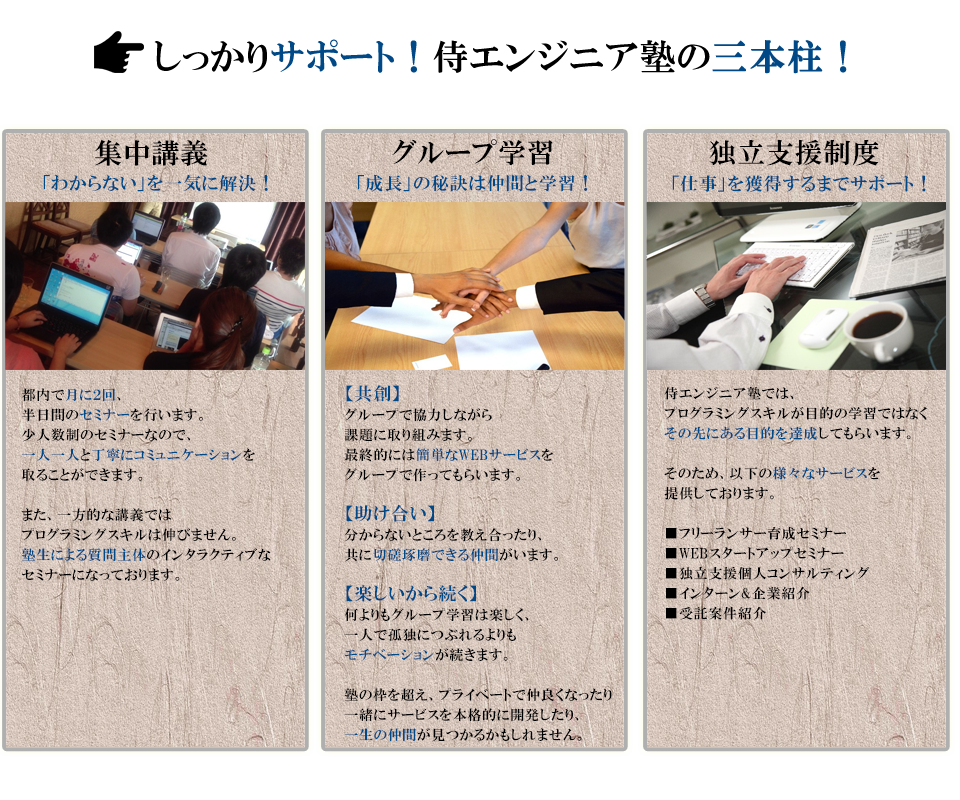 しっかりサポート！侍エンジニア塾の三本柱！
集中講義
「わからない」を一気に解決！
都内で月に2回、
半日間のセミナーを行います。
少人数制のセミナーなので、
一人一人と丁寧にコミュニケーションを
取ることができます。
また、一方的な講義では
プログラミングスキルは伸びません。
塾生による質問主体のインタラクティブな
セミナーになっております。
グループ学習
「成長」の秘訣は仲間と学習！
【共創】
グループで協力しながら
課題に取り組みます。
最終的には簡単なWEBサービスを
グループで作ってもらいます。
【助け合い】
分からないところを教え合ったり、
共に切磋琢磨できる仲間がいます。
【楽しいから続く】
何よりもグループ学習は楽しく、
一人で孤独につぶれるよりも
モチベーションが続きます。
塾の枠を超え、プライベートで仲良くなったり
一緒にサービスを本格的に開発したり、
一生の仲間が見つかるかもしれません。
独立支援制度
「仕事」を獲得するまでサポート！
侍エンジニア塾では、
プログラミングスキルが目的の学習ではなく
その先にある目的を達成してもらいます。
そのため、以下の様々なサービスを
提供しております。
■フリーランサー育成セミナー
■WEBスタートアップセミナー
■独立支援個人コンサルティング
■インターン&企業紹介
■受託案件紹介